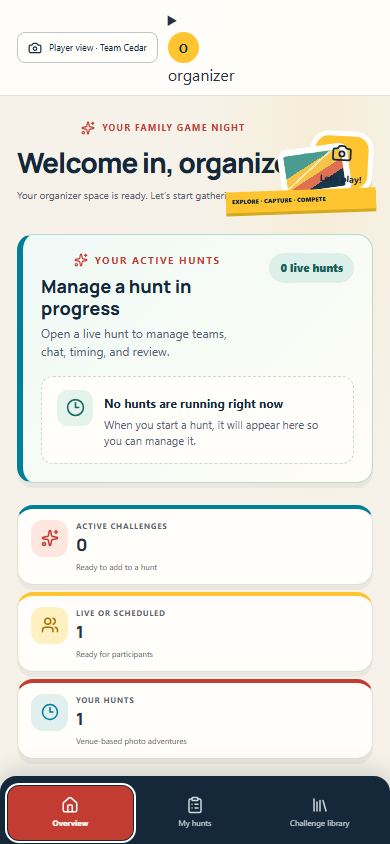 Player view · Team Cedar
O
organizer
YOUR FAMILY GAME NIGHT
Welcome in, organiz
Your organizer space is ready. Let's start gatheri
Let's play!
EXPLORE · CAPTURE · COMPETE
YOUR ACTIVE HUNTS
0 live hunts
Manage a hunt in
progress
Open a live hunt to manage teams,
chat, timing, and review.
No hunts are running right now
When you start a hunt, it will appear here so
you can manage it.
ACTIVE CHALLENGES
0
Ready to add to a hunt
LIVE OR SCHEDULED
1
Ready for participants
YOUR HUNTS
1
Venue-based photo adventures
Overview
My hunts
Challenge library